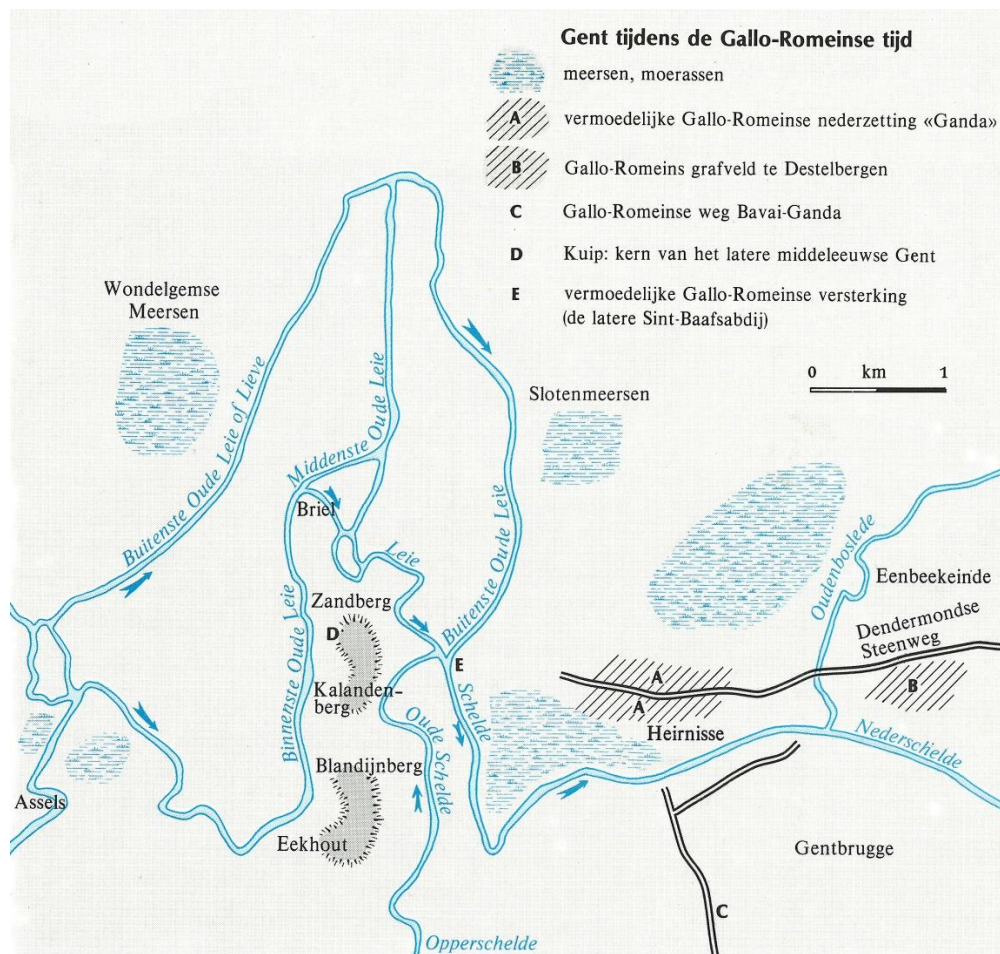 Gent tijdens de Gallo-Romeinse tijd
meersen, moerassen
A vermoedelijke Gallo-Romeinse nederzetting «Ganda»
B Gallo-Romeins grafveld te Destelbergen
C Gallo-Romeinse weg Bavai-Ganda
D Kuip: kern van het latere middeleeuwse Gent
E vermoedelijke Gallo-Romeinse versterking
(de latere Sint-Baafsabdij)
0 km 1
Wondelgemse
Meersen
Slotenmeersen
Buitenste Oude Leie of Lieve
Middenste Oude Leie
Briel
Leie
Buitenste Oude Leie
Oudenboslede
Eenbeekeinde
Dendermondse
Steenweg
Zandberg
D
Binnenste Oude Leie
Kalanden-
berg
E
Schelde
A
A
B
Heirnisse
Nederschelde
Oude Schelde
Blandijnberg
Assels
Eekhout
Gentbrugge
C
Opperschelde